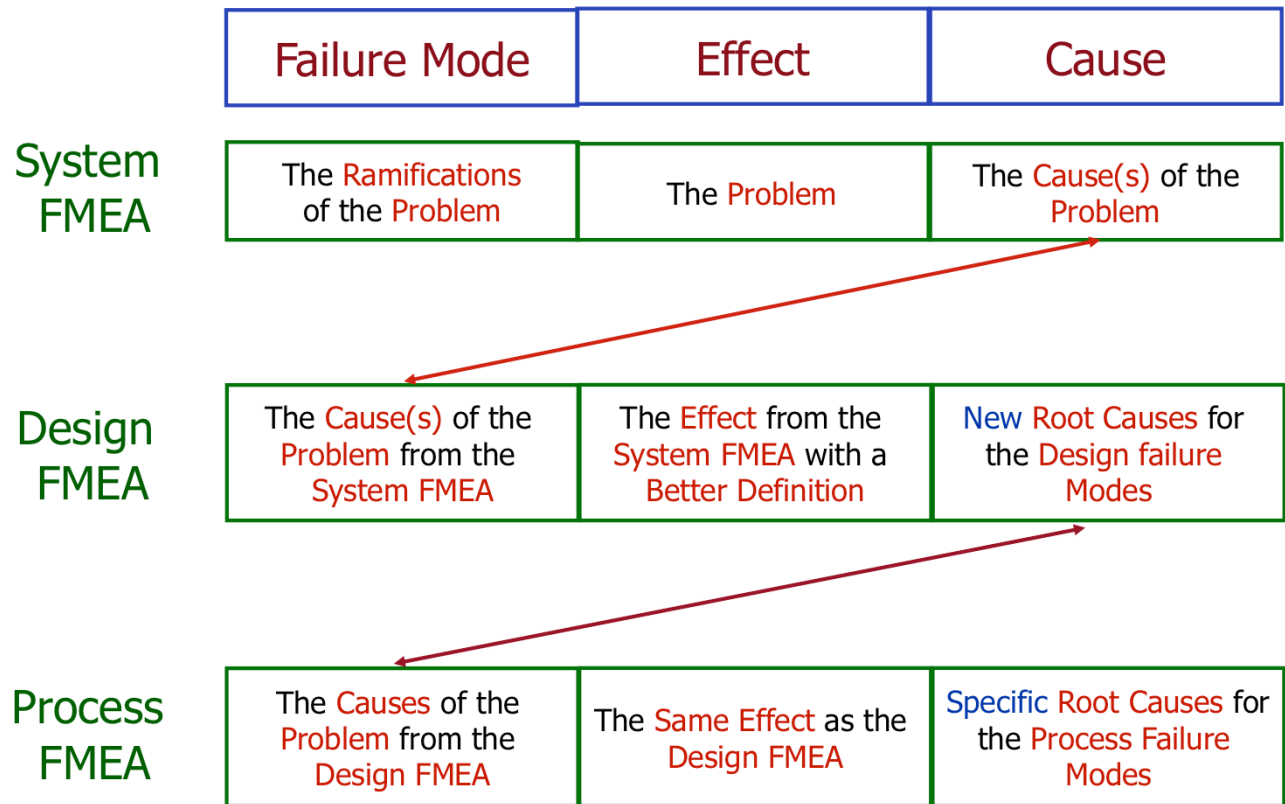 Failure Mode
Effect
Cause
System
FMEA
The Ramifications
of the Problem
The Problem
The Cause(s) of the
Problem
Design
FMEA
The Cause(s) of the
Problem from the
System FMEA
The Effect from the
System FMEA with a
Better Definition
New Root Causes for
the Design failure
Modes
Process
FMEA
The Causes of the
Problem from the
Design FMEA
The Same Effect as the
Design FMEA
Specific Root Causes for
the Process Failure
Modes